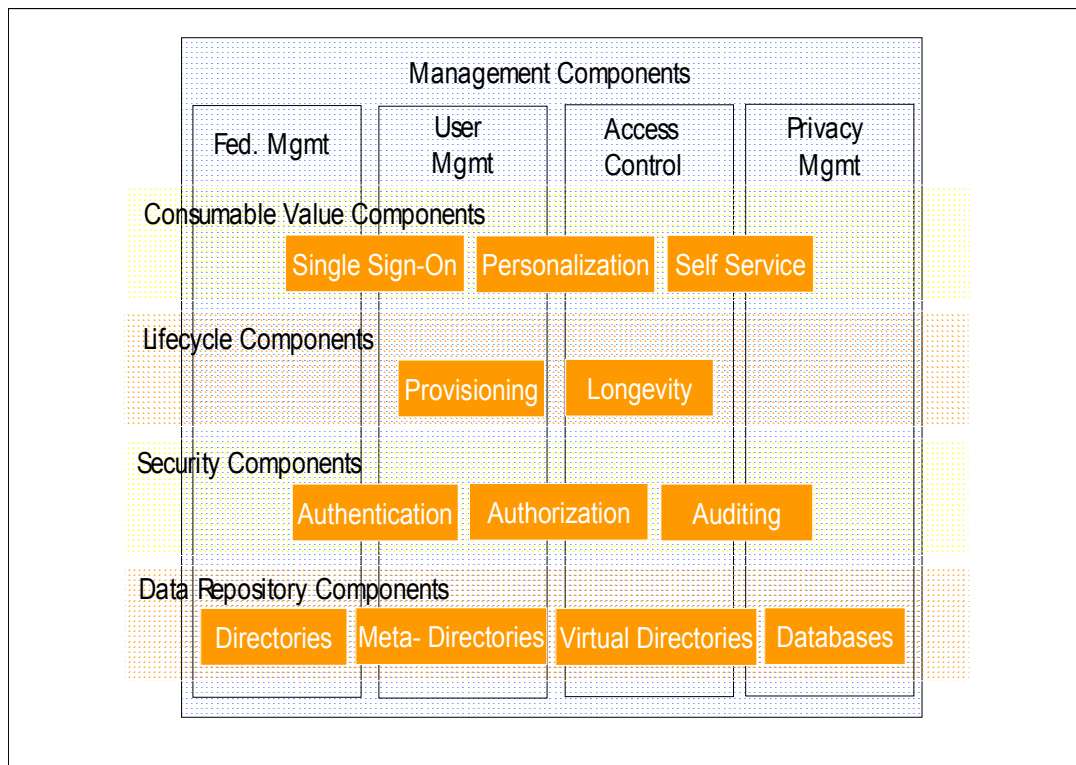 Management Components
Fed. Mgmt
User
Mgmt
Access
Control
Privacy
Mgmt
Consumable Value Components
Single Sign-On
Personalization
Self Service
Lifecycle Components
Provisioning
Longevity
Security Components
Authentication
Authorization
Auditing
Data Repository Components
Directories
Meta- Directories
Virtual Directories
Databases